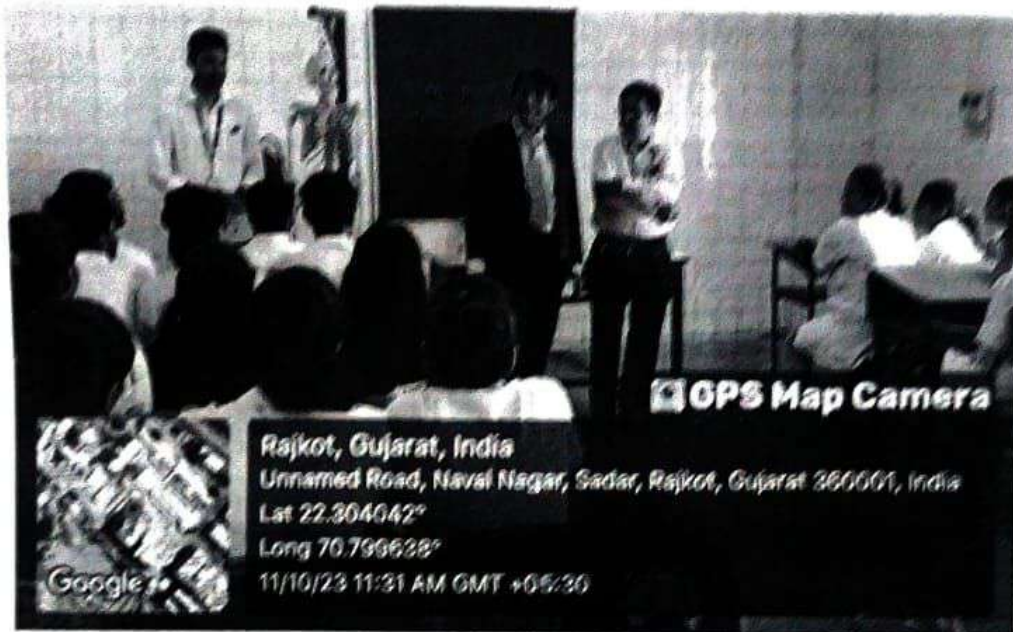 GPS Map Camera
Rajkot, Gujarat, India
Unnamed Road, Naval Nagar, Sadar, Rajkot, Gujarat 360001, India
Lat 22.304042°
Long 70.799638°
11/10/23 11:31 AM GMT +05:30
Google